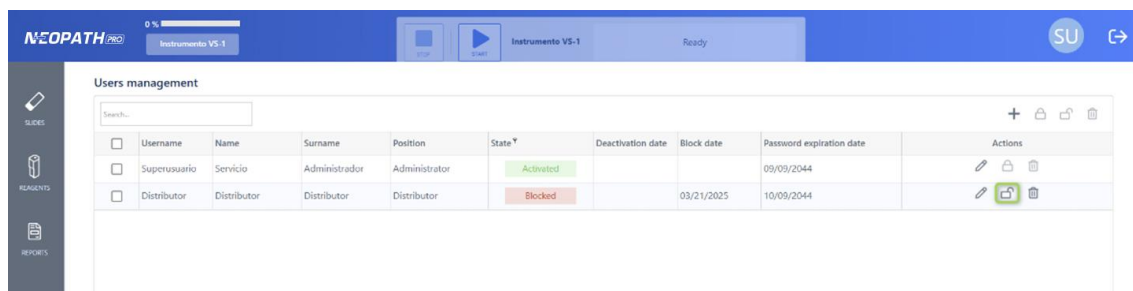 NEOPATH PRO
0 %
Instrumento VS-1
STOP
START
Instrumento VS-1
Ready
SU
SLIDES
REAGENTS
REPORTS
Users management
Search...
Username Name Surname Position State Deactivation date Block date Password expiration date Actions
Superusuario Servicio Administrador Administrator Activated 09/09/2044
Distributor Distributor Distributor Distributor Blocked 03/21/2025 10/09/2044